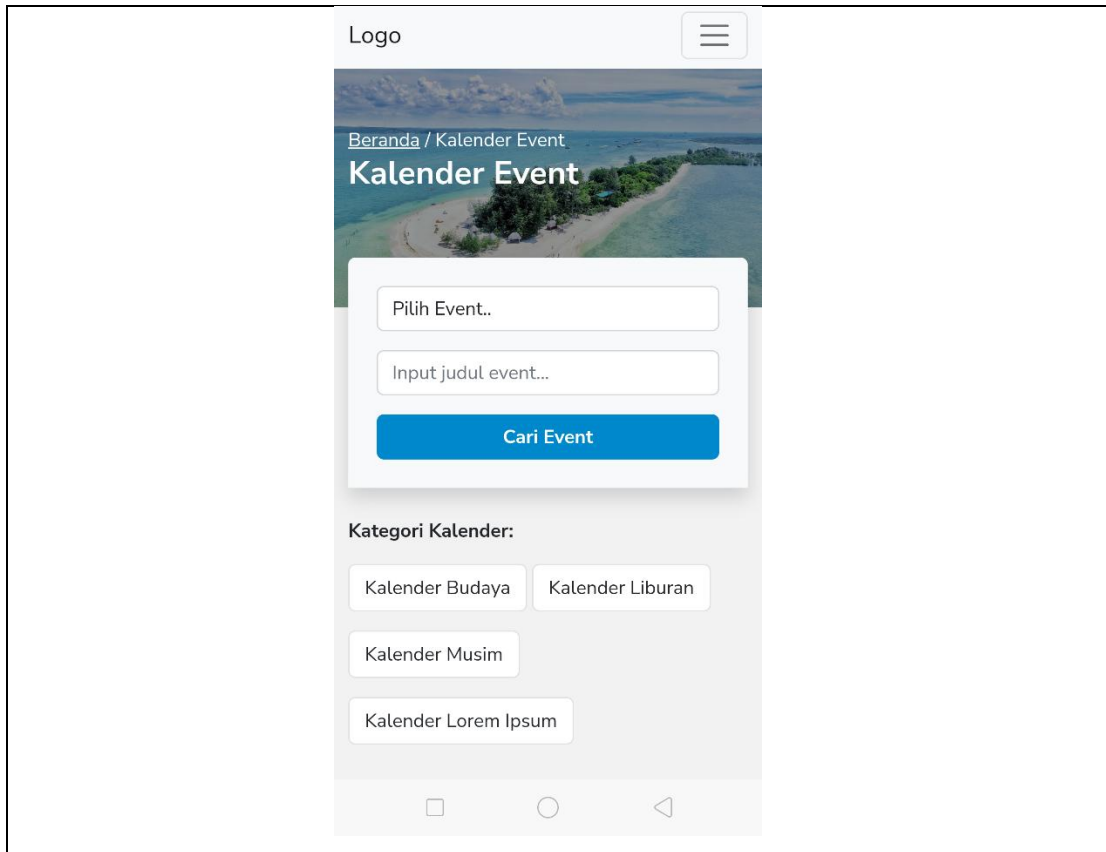 Logo
Beranda / Kalender Event
Kalender Event
Pilih Event..
Input judul event...
Cari Event
Kategori Kalender:
Kalender Budaya Kalender Liburan
Kalender Musim
Kalender Lorem Ipsum